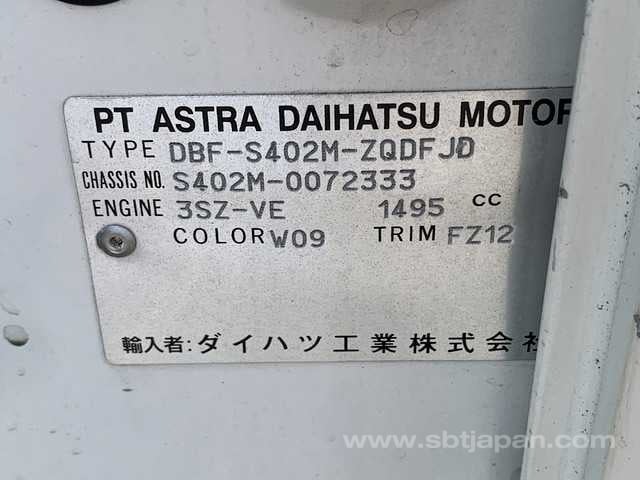 PT ASTRA DAIHATSU MOTOR
TYPE DBF-S402M-ZQDFJD
CHASSIS NO. S402M-0072333
ENGINE 3SZ-VE 1495 CC
COLOR W09 TRIM FZ12
輸入者: ダイハツ工業株式会社
www.sbtjapan.com